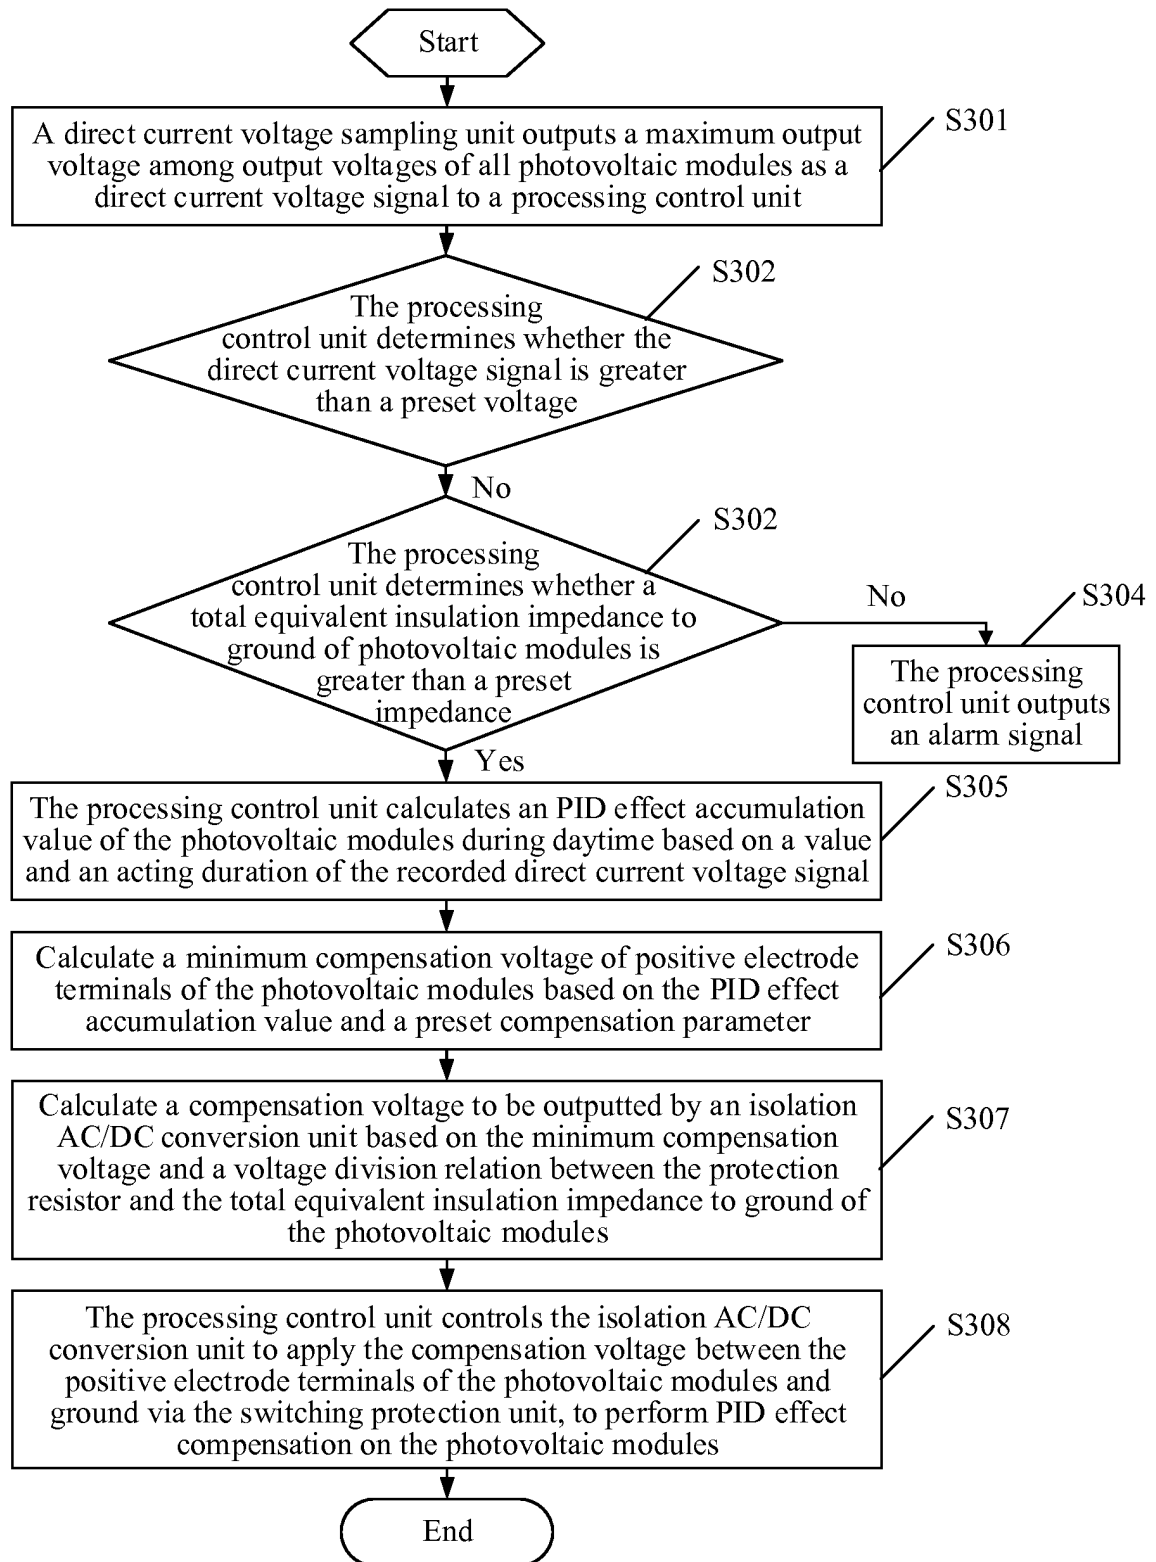 Start
S301
A direct current voltage sampling unit outputs a maximum output
voltage among output voltages of all photovoltaic modules as a
direct current voltage signal to a processing control unit
S302
The processing
control unit determines whether the
direct current voltage signal is greater
than a preset voltage
No
S302
The processing
control unit determines whether a
total equivalent insulation impedance to
ground of photovoltaic modules is
greater than a preset
impedance
No
S304
The processing
control unit outputs
an alarm signal
Yes
S305
The processing control unit calculates an PID effect accumulation
value of the photovoltaic modules during daytime based on a value
and an acting duration of the recorded direct current voltage signal
S306
Calculate a minimum compensation voltage of positive electrode
terminals of the photovoltaic modules based on the PID effect
accumulation value and a preset compensation parameter
S307
Calculate a compensation voltage to be outputted by an isolation
AC/DC conversion unit based on the minimum compensation
voltage and a voltage division relation between the protection
resistor and the total equivalent insulation impedance to ground of
the photovoltaic modules
S308
The processing control unit controls the isolation AC/DC
conversion unit to apply the compensation voltage between the
positive electrode terminals of the photovoltaic modules and
ground via the switching protection unit, to perform PID effect
compensation on the photovoltaic modules
End